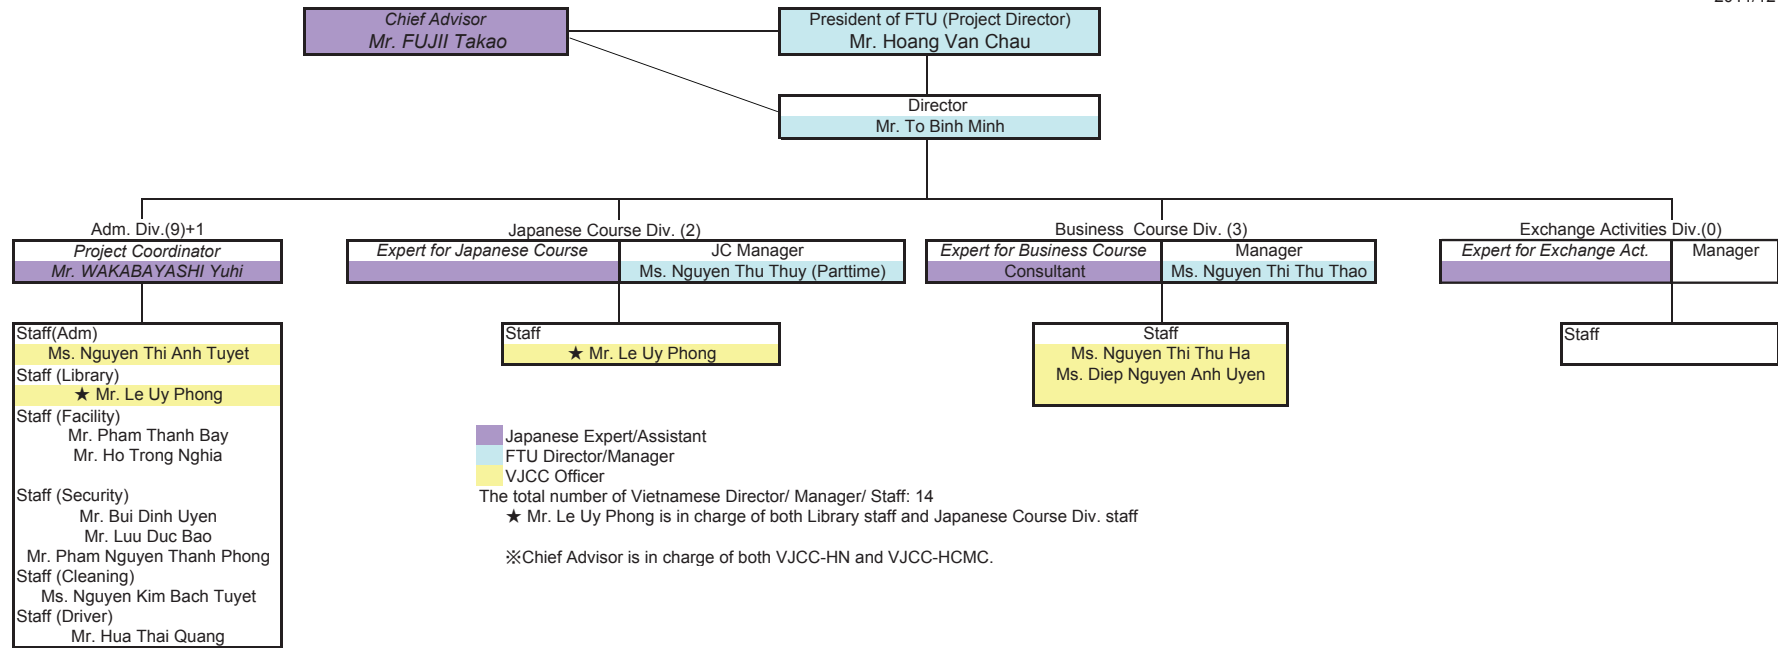 Chief Advisor
Mr. FUJII Takao
President of FTU (Project Director)
Mr. Hoang Van Chau
Director
Mr. To Binh Minh
Adm. Div.(9)+1
Project Coordinator
Mr. WAKABAYASHI Yuhi
Japanese Course Div. (2)
Expert for Japanese Course
JC Manager
Ms. Nguyen Thu Thuy (Parttime)
Business Course Div. (3)
Expert for Business Course
Consultant
Manager
Ms. Nguyen Thi Thu Thao
Exchange Activities Div.(0)
Expert for Exchange Act.
Manager
Staff(Adm)
Ms. Nguyen Thi Anh Tuyet
Staff (Library)
★ Mr. Le Uy Phong
Staff (Facility)
Mr. Pham Thanh Bay
Mr. Ho Trong Nghia
Staff (Security)
Mr. Bui Dinh Uyen
Mr. Luu Duc Bao
Mr. Pham Nguyen Thanh Phong
Staff (Cleaning)
Ms. Nguyen Kim Bach Tuyet
Staff (Driver)
Mr. Hua Thai Quang
Staff
★ Mr. Le Uy Phong
Staff
Ms. Nguyen Thi Thu Ha
Ms. Diep Nguyen Anh Uyen
Staff
Japanese Expert/Assistant
FTU Director/Manager
VJCC Officer
The total number of Vietnamese Director/ Manager/ Staff: 14
★ Mr. Le Uy Phong is in charge of both Library staff and Japanese Course Div. staff
※Chief Advisor is in charge of both VJCC-HN and VJCC-HCMC.